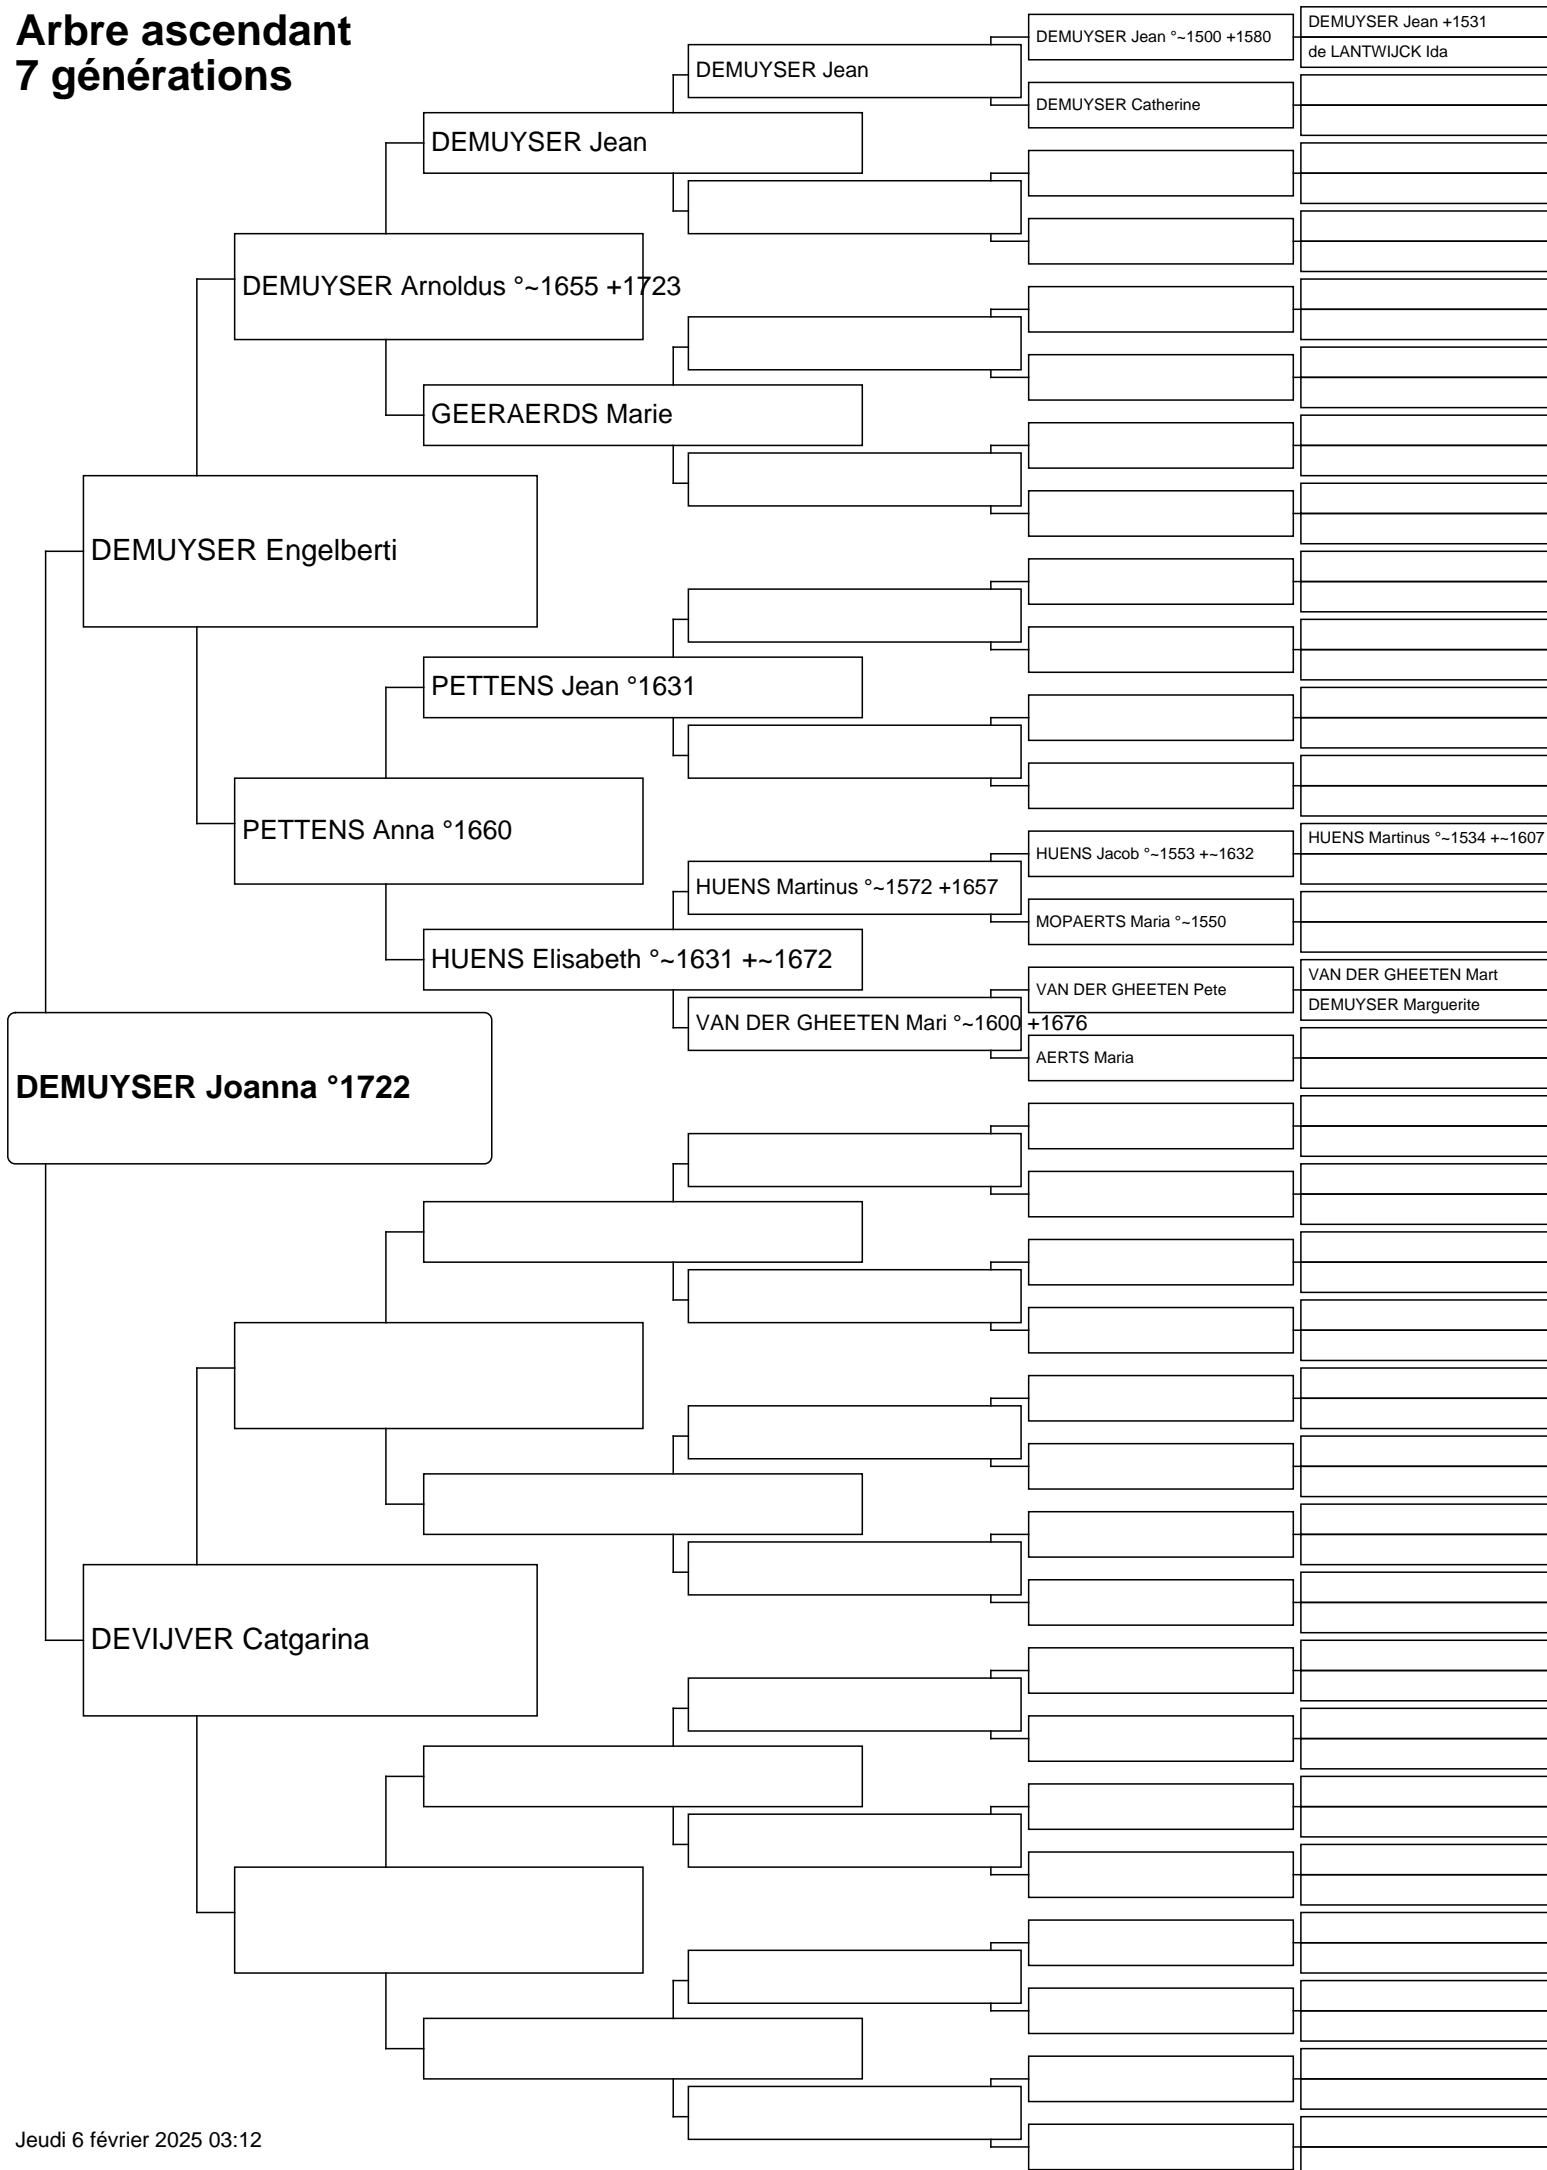 Arbre ascendant
7 générations
DEMUYSER Jean °~1500 +1580
DEMUYSER Jean +1531
de LANTWIJCK Ida
DEMUYSER Jean
DEMUYSER Catherine
DEMUYSER Jean
DEMUYSER Arnoldus °~1655 +1723
GEERAERDS Marie
DEMUYSER Engelberti
PETTENS Jean °1631
PETTENS Anna °1660
HUENS Martinus °~1534 +~1607
HUENS Jacob °~1553 +~1632
HUENS Martinus °~1572 +1657
MOPAERTS Maria °~1550
HUENS Elisabeth °~1631 +~1672
VAN DER GHEETEN Mart
VAN DER GHEETEN Pete
DEMUYSER Marguerite
VAN DER GHEETEN Mari °~1600 +1676
AERTS Maria
DEMUYSER Joanna °1722
DEVIJVER Catgarina
Jeudi 6 février 2025 03:12